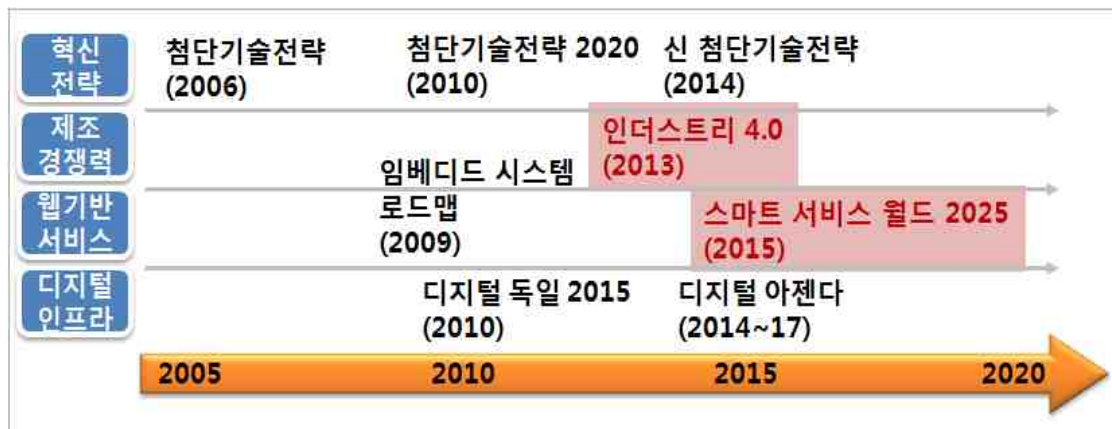 혁신
전략
첨단기술전략
(2006)
첨단기술전략 2020
(2010)
신 첨단기술전략
(2014)
제조
경쟁력
인더스트리 4.0
(2013)
임베디드 시스템
로드맵
(2009)
웹기반
서비스
스마트 서비스 월드 2025
(2015)
디지털
인프라
디지털 독일 2015
(2010)
디지털 아젠다
(2014~17)
2005
2010
2015
2020